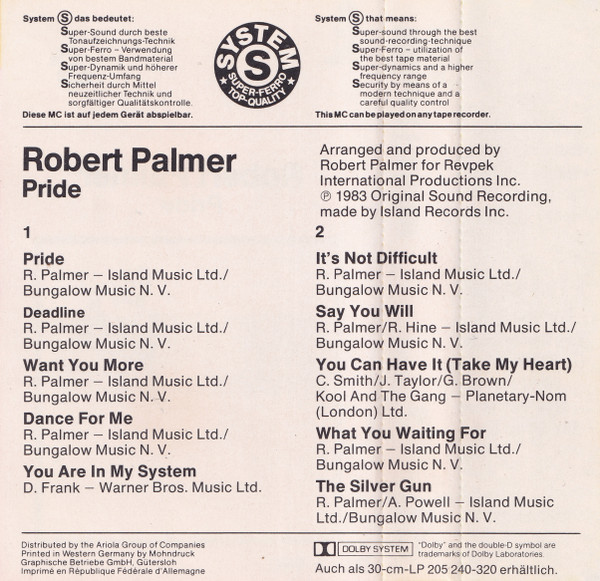 System S das bedeutet:
Super-Sound durch beste
Tonaufzeichnungs-Technik
Super-Ferro – Verwendung
von bestem Bandmaterial
Super-Dynamik und höherer
Frequenz-Umfang
Sicherheit durch Mittel
neuzeitlicher Technik und
sorgfältiger Qualitätskontrolle.
Diese MC ist auf jedem Gerät abspielbar.
SYSTEM
S
SUPER-FERRO
TOP-QUALITY
System S that means:
Super-sound through the best
sound-recording-technique
Super-Ferro – utilization of
the best tape material
Super-dynamics and a higher
frequency range
Security by means of a
modern technique and a
careful quality control
This MC can be played on any tape recorder.
Robert Palmer
Pride
Arranged and produced by
Robert Palmer for Revpek
International Productions Inc.
℗ 1983 Original Sound Recording,
made by Island Records Inc.
1
Pride
R. Palmer – Island Music Ltd./
Bungalow Music N. V.
Deadline
R. Palmer – Island Music Ltd./
Bungalow Music N. V.
Want You More
R. Palmer – Island Music Ltd./
Bungalow Music N. V.
Dance For Me
R. Palmer – Island Music Ltd./
Bungalow Music N. V.
You Are In My System
D. Frank – Warner Bros. Music Ltd.
2
It's Not Difficult
R. Palmer – Island Music Ltd./
Bungalow Music N. V.
Say You Will
R. Palmer/R. Hine – Island Music Ltd./
Bungalow Music N. V.
You Can Have It (Take My Heart)
C. Smith/J. Taylor/G. Brown/
Kool And The Gang – Planetary-Nom
(London) Ltd.
What You Waiting For
R. Palmer – Island Music Ltd./
Bungalow Music N. V.
The Silver Gun
R. Palmer/A. Powell – Island Music
Ltd./Bungalow Music N. V.
Distributed by the Ariola Group of Companies
Printed in Western Germany by Mohndruck
Graphische Betriebe GmbH, Gütersloh
Imprimé en République Fédérale d'Allemagne
DOLBY SYSTEM
"Dolby" and the double-D symbol are
trademarks of Dolby Laboratories.
Auch als 30-cm-LP 205 240-320 erhältlich.